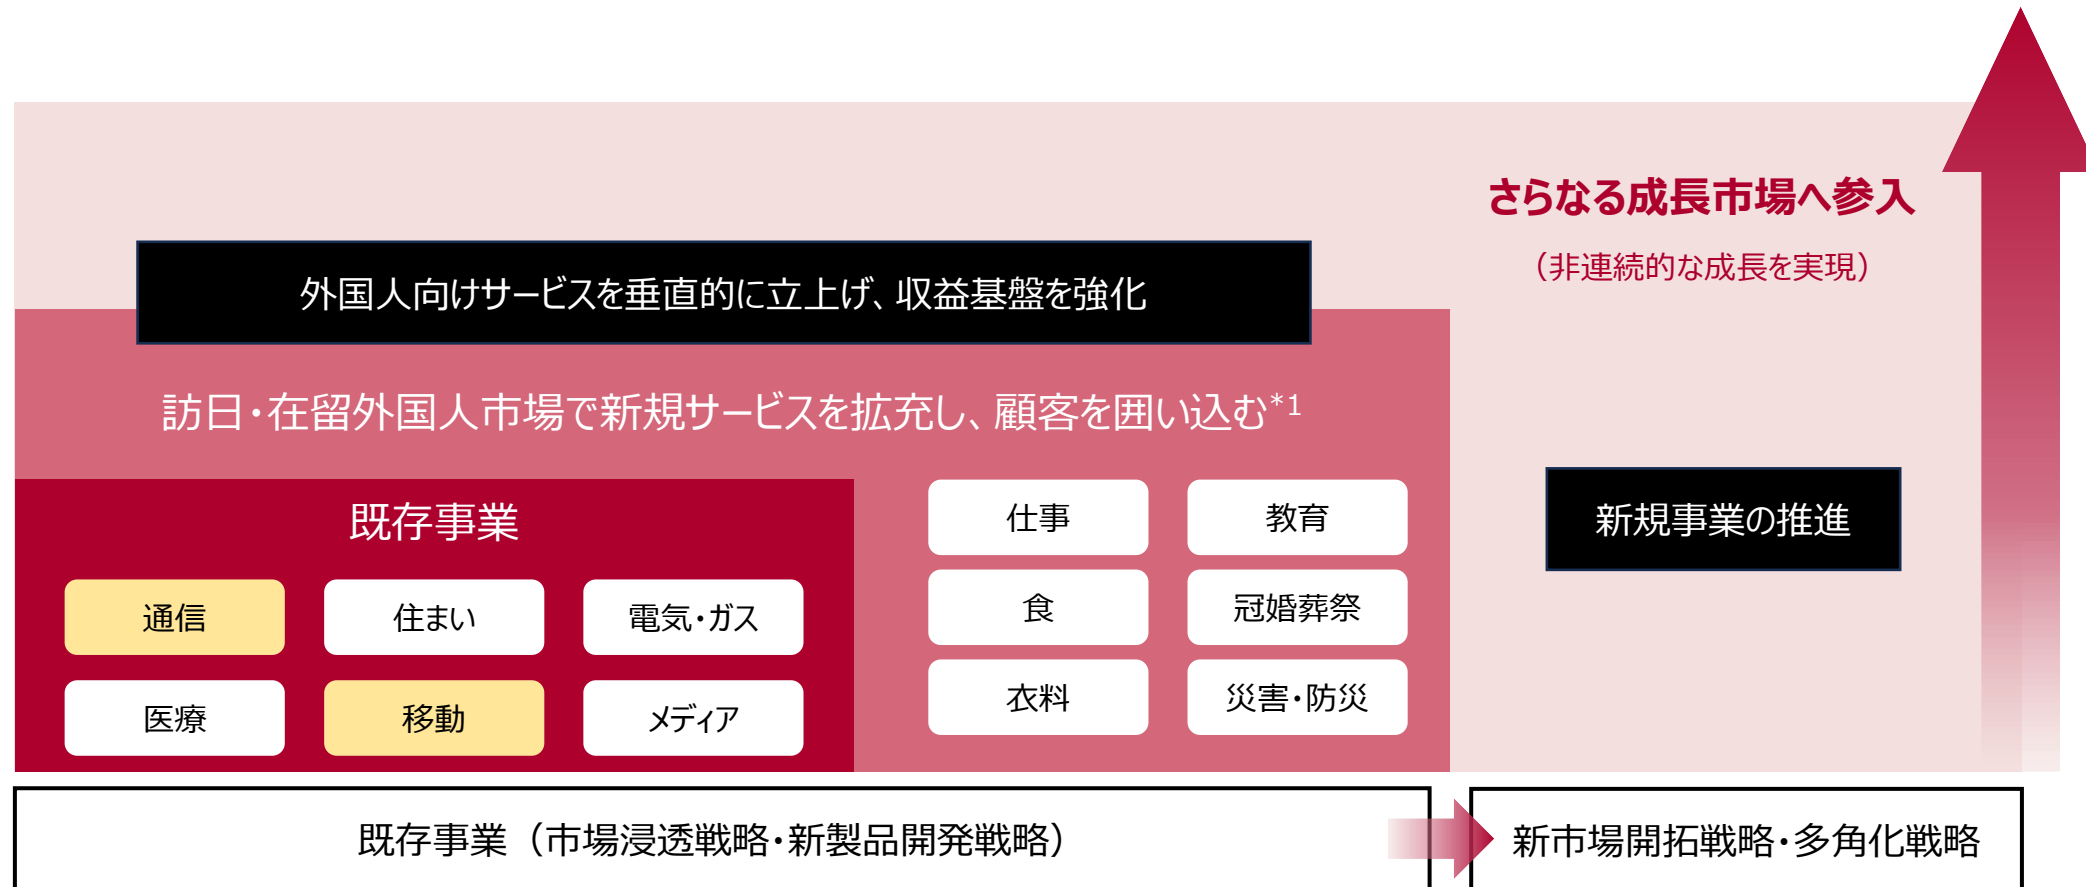 さらなる成長市場へ参入
（非連続的な成長を実現）
外国人向けサービスを垂直的に立上げ、収益基盤を強化
訪日・在留外国人市場で新規サービスを拡充し、顧客を囲い込む*1
既存事業
通信
住まい
電気・ガス
医療
移動
メディア
仕事
教育
食
冠婚葬祭
衣料
災害・防災
新規事業の推進
既存事業（市場浸透戦略・新製品開発戦略）
新市場開拓戦略・多角化戦略